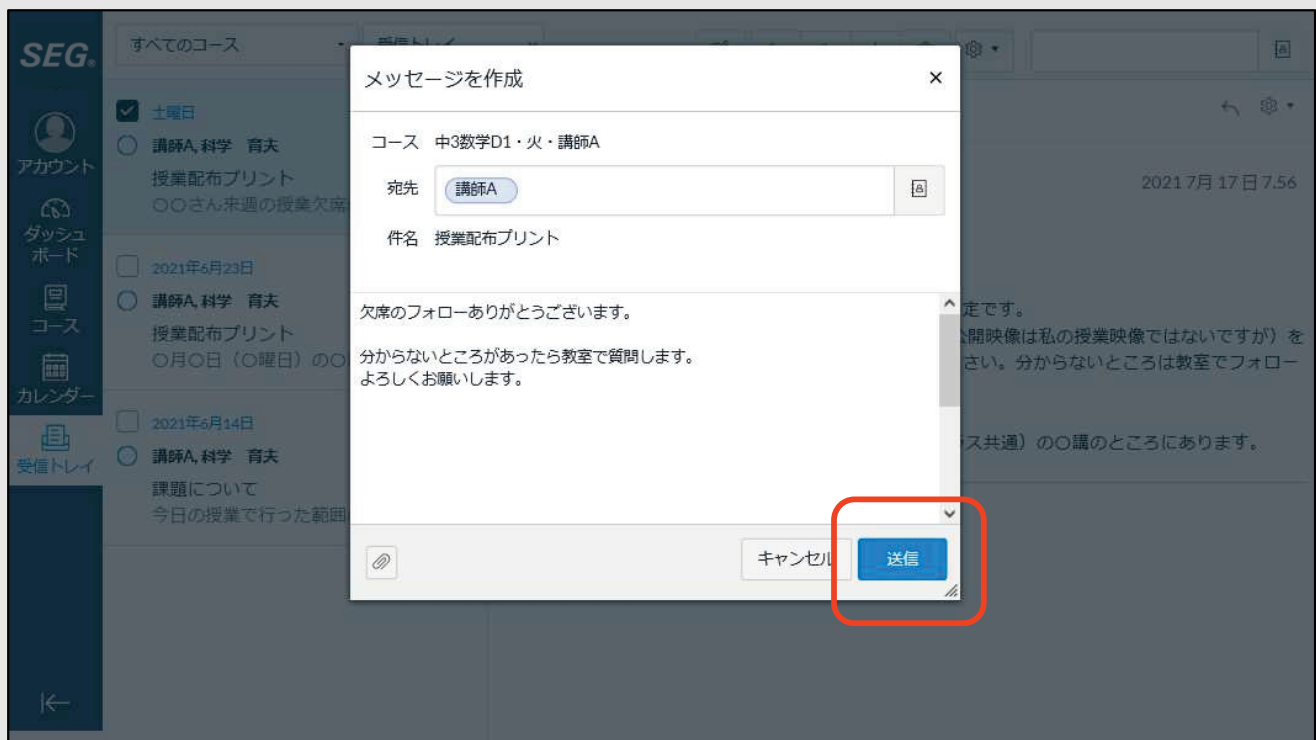 SEG®
アカウント
ダッシュ
ボード
コース
カレンダー
受信トレイ
すべてのコース
受信トレイ
土曜日
講師A, 科学 育夫
授業配布プリント
○○さん来週の授業欠席
2021年6月23日
講師A, 科学 育夫
授業配布プリント
○月○日（○曜日）の○
2021年6月14日
講師A, 科学 育夫
課題について
今日の授業で行った範囲
メッセージを作成
×
コース 中3数学D1・火・講師A
宛先 講師A
件名 授業配布プリント
欠席のフォローありがとうございます。
分からないところがあったら教室で質問します。
よろしくお願いします。
キャンセル
送信
2021 7月 17 日 7.56
定です。
公開映像は私の授業映像ではないですが）を
さい。分からないところは教室でフォロー
ラス共通）の○講のところにあります。